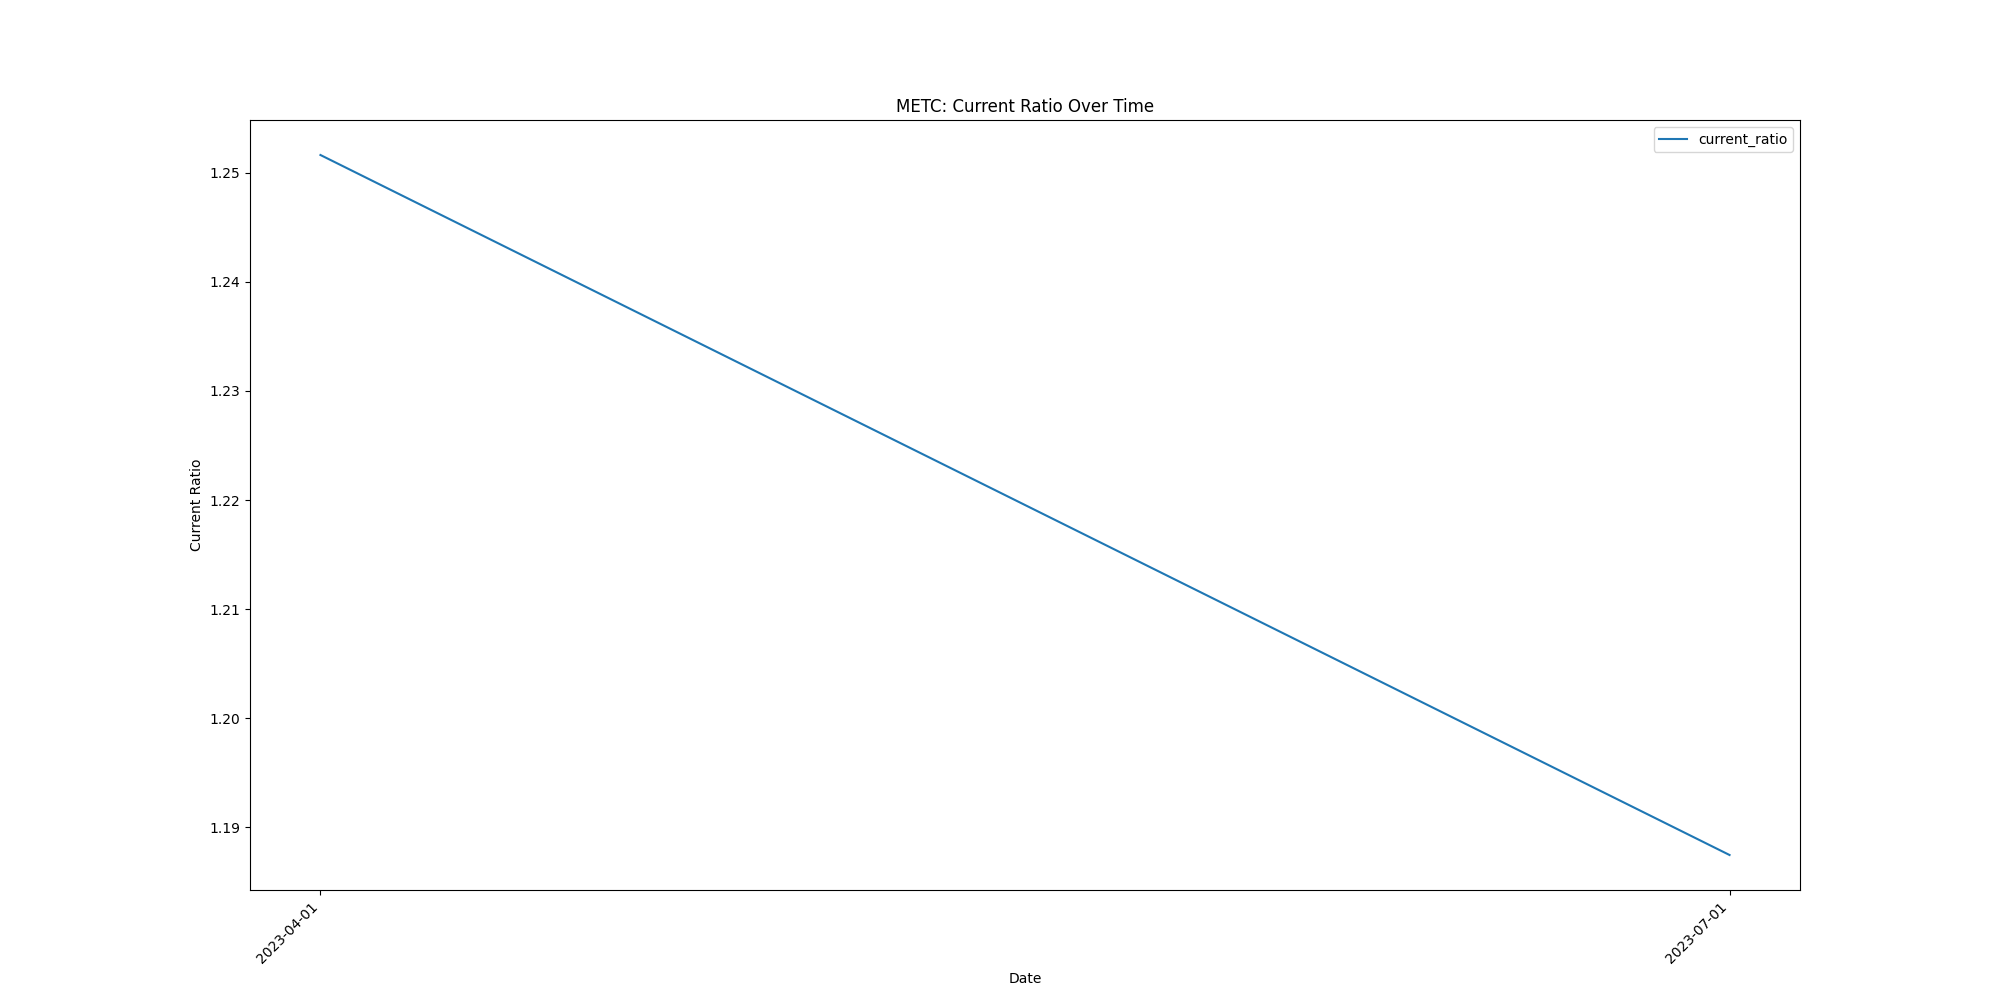 METC: Current Ratio Over Time
current_ratio
1.25
1.24
1.23
1.22
1.21
1.20
1.19
Current Ratio
2023-04-01
2023-07-01
Date